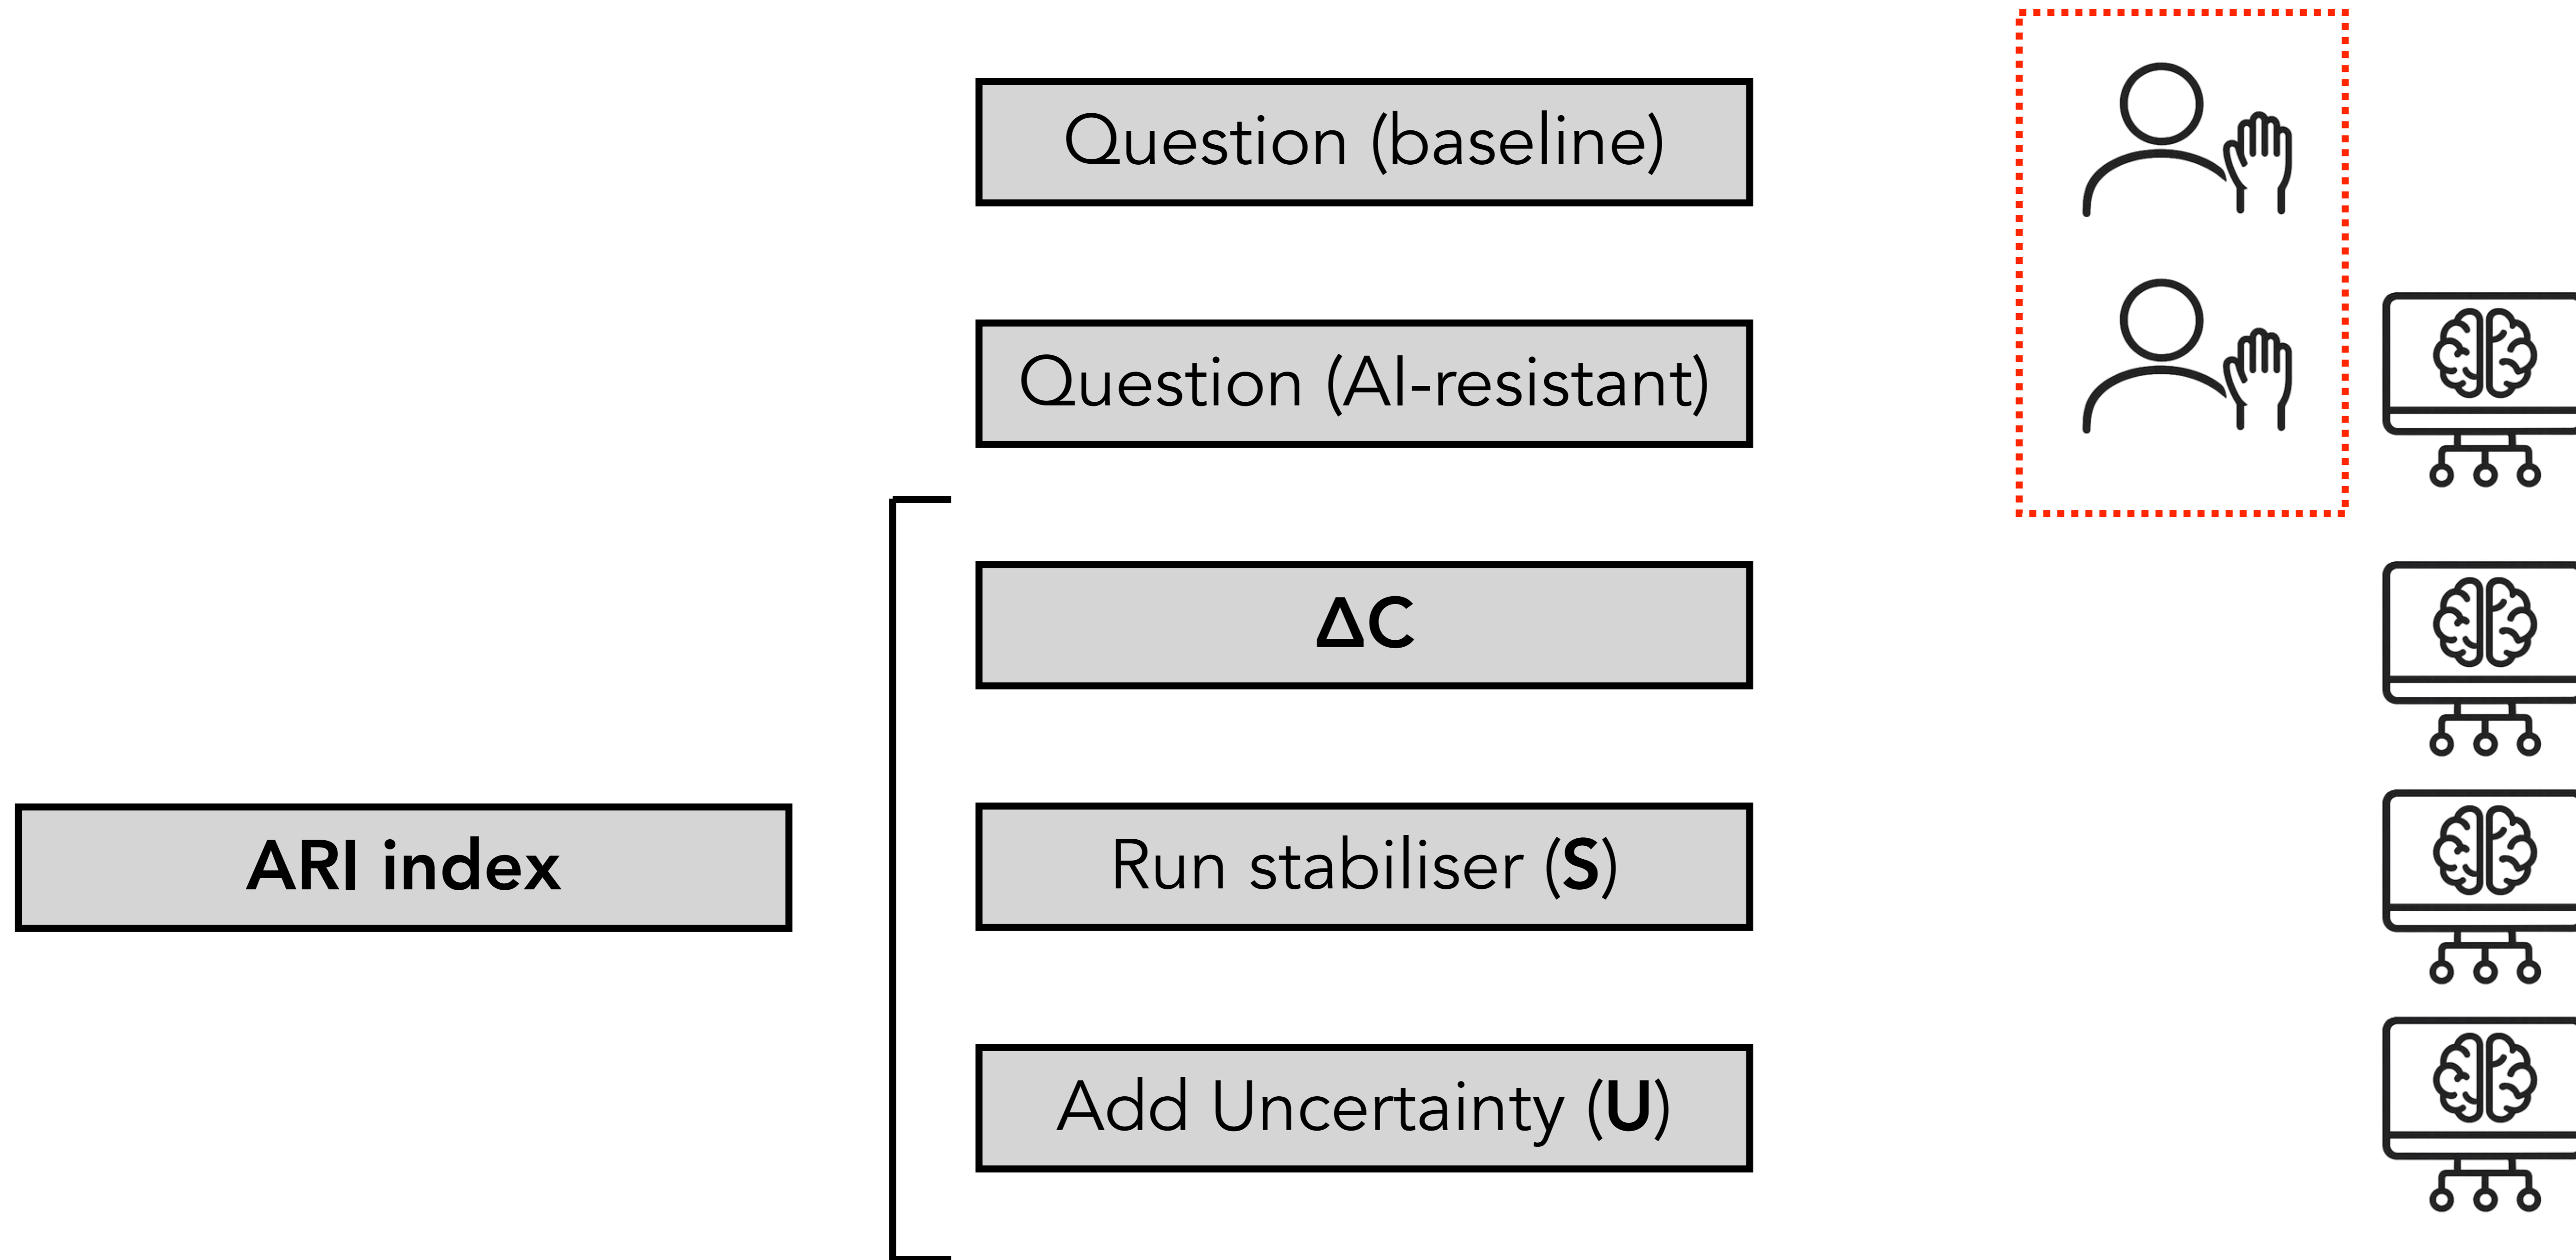 Question (baseline)
Question (AI-resistant)
ΔC
ARI index
Run stabiliser (S)
Add Uncertainty (U)